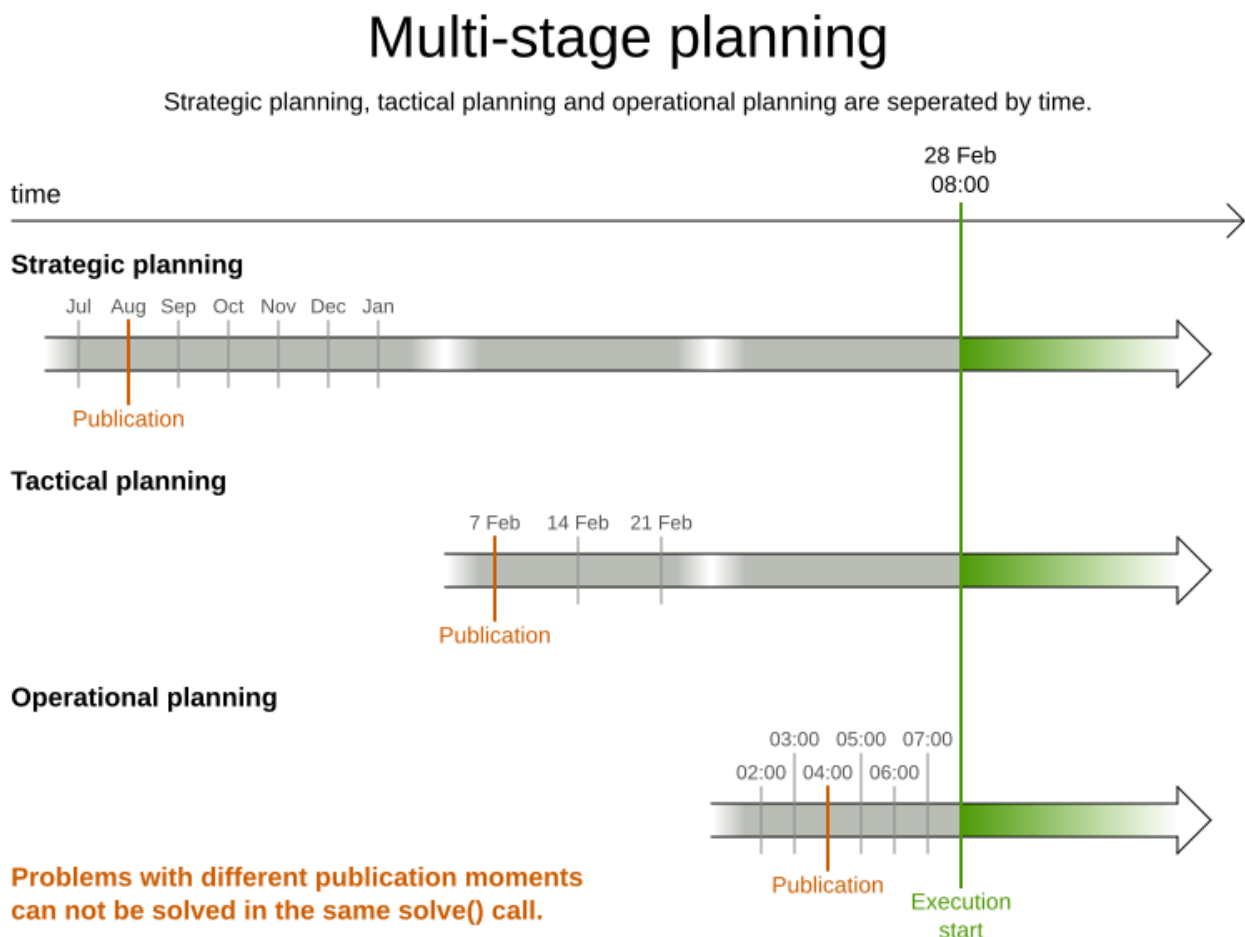 Multi-stage planning
Strategic planning, tactical planning and operational planning are seperated by time.
28 Feb
08:00
time
Strategic planning
Jul Aug Sep Oct Nov Dec Jan
Publication
Tactical planning
7 Feb 14 Feb 21 Feb
Publication
Operational planning
03:00 05:00 07:00
02:00 04:00 06:00
Publication
Execution
start
Problems with different publication moments
can not be solved in the same solve() call.